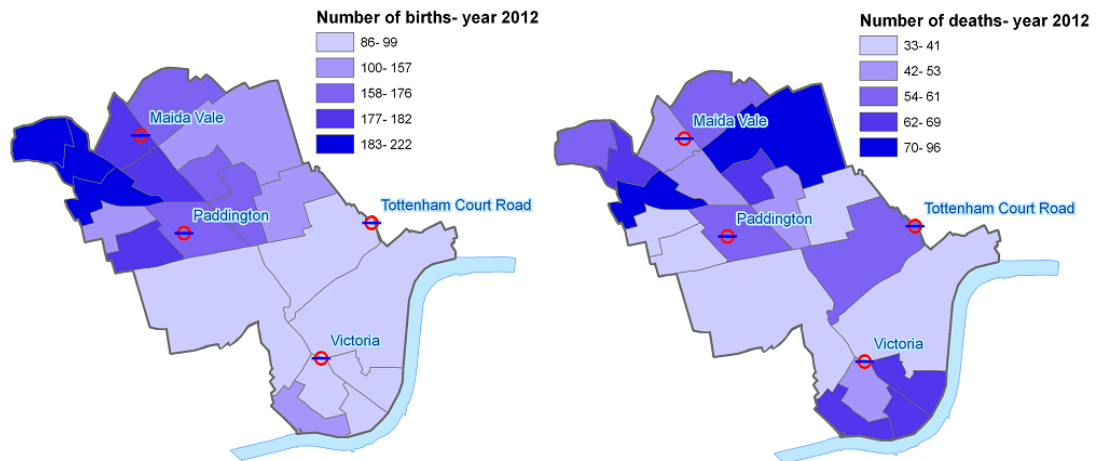 Number of births- year 2012
86- 99
100- 157
158- 176
177- 182
183- 222
Maida Vale
Paddington
Tottenham Court Road
Victoria
Number of deaths- year 2012
33- 41
42- 53
54- 61
62- 69
70- 96
Maida Vale
Paddington
Tottenham Court Road
Victoria